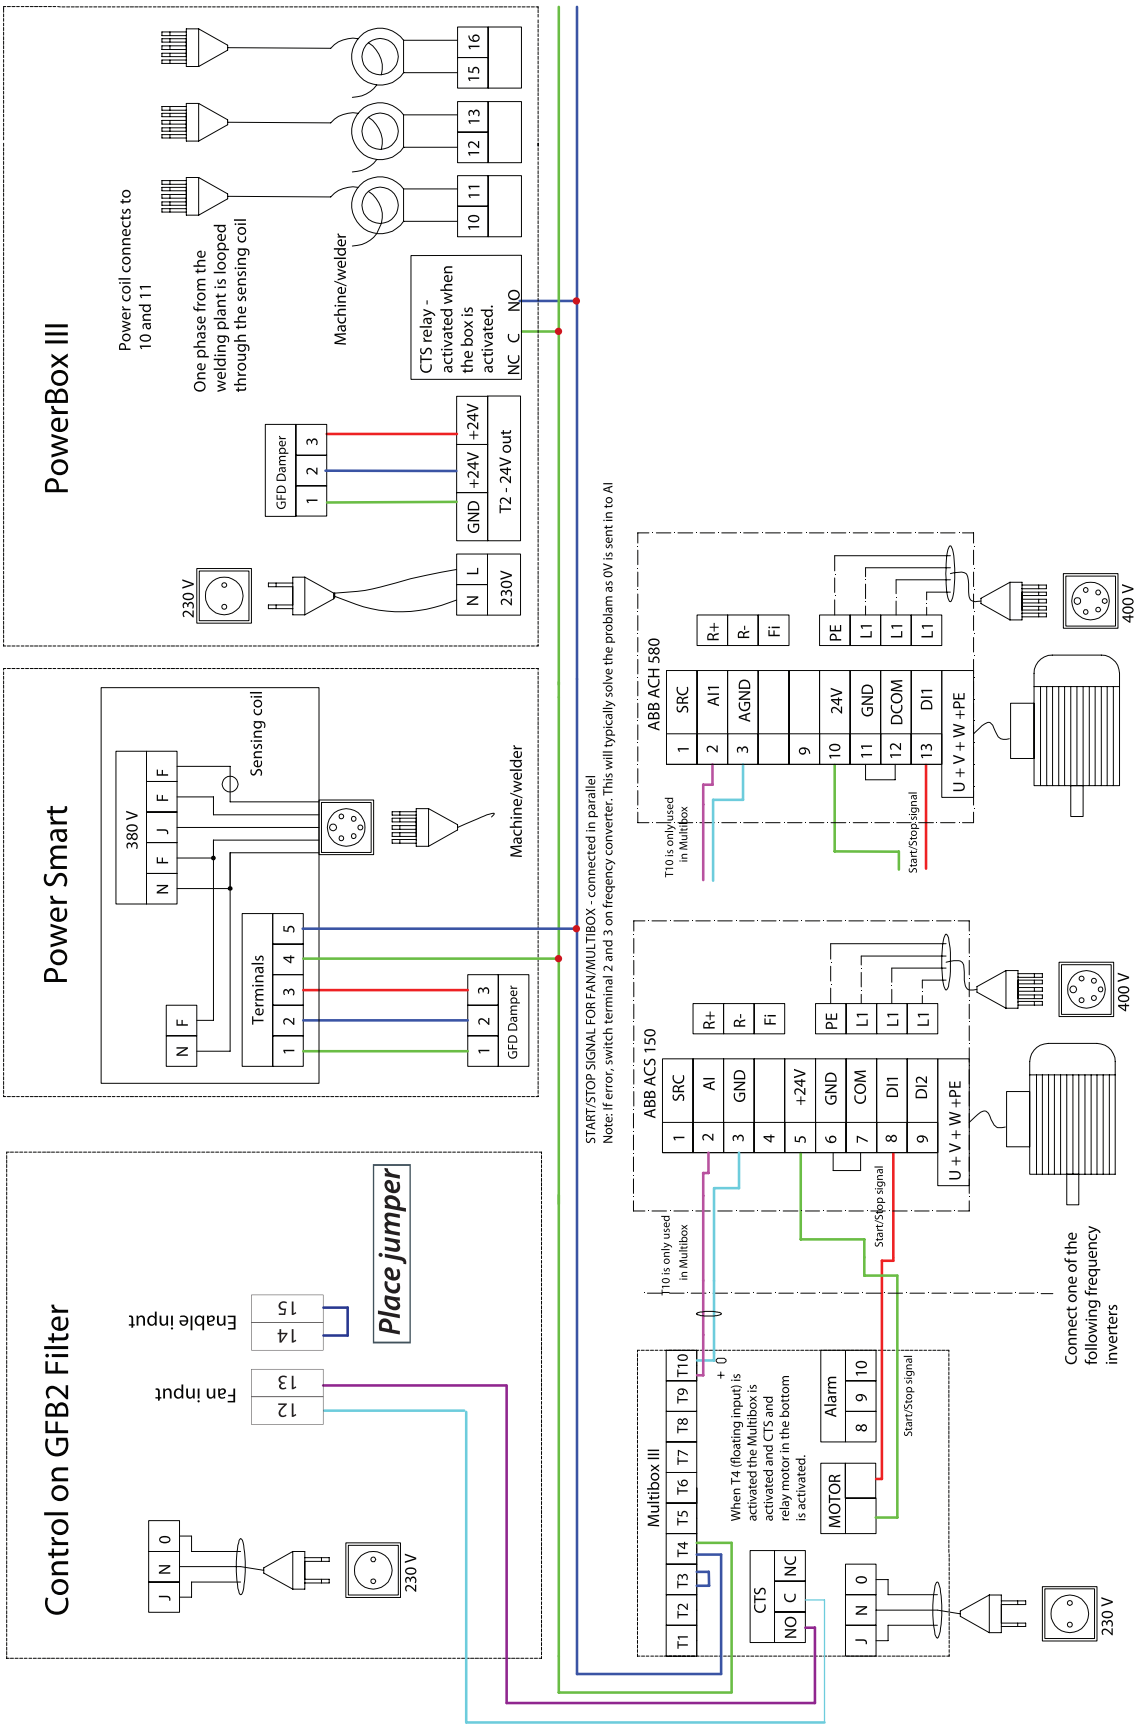 Control on GFB2 Filter
J N 0
230 V
Fan input
12 13
Enable input
14 15
Place jumper
Power Smart
N F
380 V
N F J F F
Sensing coil
Terminals
1 2 3 4 5
1 2 3
GFD Damper
Machine/welder
PowerBox III
230 V
N L
230V
GFD Damper
1 2 3
GND +24V +24V
T2 - 24V out
Power coil connects to
10 and 11
One phase from the
welding plant is looped
through the sensing coil
Machine/welder
CTS relay -
activated when
the box is
activated.
NC C NO
10 11
12 13
15 16
START/STOP SIGNAL FOR FAN/MULTIBOX - connected in parallel
Note: If error, switch terminal 2 and 3 on freqency converter. This will typically solve the problam as 0V is sent in to AI
Multibox III
T1 T2 T3 T4 T5 T6 T7 T8 T9 T10
+ 0
When T4 (floating input) is
activated the Multibox is
activated and CTS and
relay motor in the bottom
is activated.
CTS
NO C NC
MOTOR
Alarm
8 9 10
J N 0
230 V
Start/Stop signal
T10 is only used
in Multibox
Start/Stop signal
Connect one of the
following frequency
inverters
ABB ACS 150
1 SRC
2 AI
3 GND
4
5 +24V
6 GND
7 COM
8 DI1
9 DI2
U + V + W +PE
R+
R-
Fi
PE
L1
L1
L1
400 V
T10 is only used
in Multibox
Start/Stop signal
ABB ACH 580
1 SRC
2 AI1
3 AGND
9
10 24V
11 GND
12 DCOM
13 DI1
U + V + W +PE
R+
R-
Fi
PE
L1
L1
L1
400 V